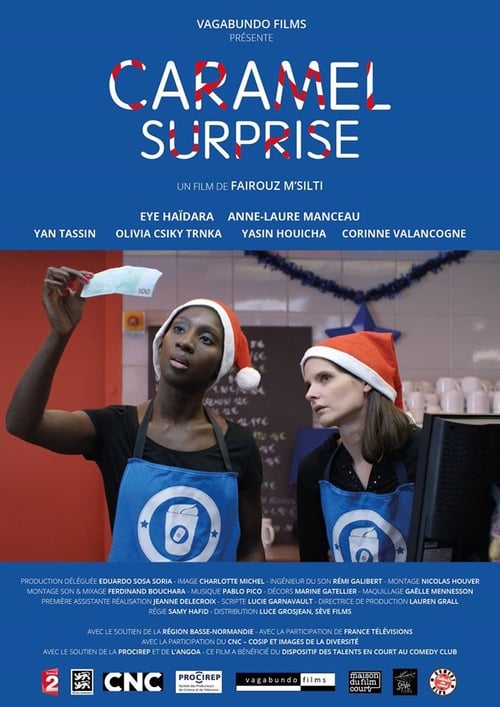 VAGABUNDO FILMS
PRÉSENTE
CARAMEL
SURPRISE
UN FILM DE FAIROUZ M'SILTI
EYE HAÏDARA ANNE-LAURE MANCEAU
YAN TASSIN OLIVIA CSIKY TRNKA YASIN HOUICHA CORINNE VALANCOGNE
100
PRODUCTION DÉLÉGUÉE EDUARDO SOSA SORIA - IMAGE CHARLOTTE MICHEL - INGÉNIEUR DU SON RÉMI GALIBERT - MONTAGE NICOLAS HOUVER
MONTAGE SON & MIXAGE FERDINAND BOUCHARA - MUSIQUE PABLO PICO - DÉCORS MARINE GATELLIER - MAQUILLAGE GAËLLE MENNESSON
PREMIÈRE ASSISTANTE RÉALISATION JEANNE DELECROIX - SCRIPTE LUCIE GARNAVAULT - DIRECTRICE DE PRODUCTION LAUREN GRALL
RÉGIE SAMY HAFID - DISTRIBUTION LUCE GROSJEAN, SÈVE FILMS
AVEC LE SOUTIEN DE LA RÉGION BASSE-NORMANDIE - AVEC LA PARTICIPATION DE FRANCE TÉLÉVISIONS
AVEC LA PARTICIPATION DU CNC - COSIP ET IMAGES DE LA DIVERSITÉ
AVEC LE SOUTIEN DE LA PROCIREP ET DE L'ANGOA - CE FILM A BÉNÉFICIÉ DU DISPOSITIF DES TALENTS EN COURT AU COMEDY CLUB
2 CNC PROCIREP vagabundo films maison du film court